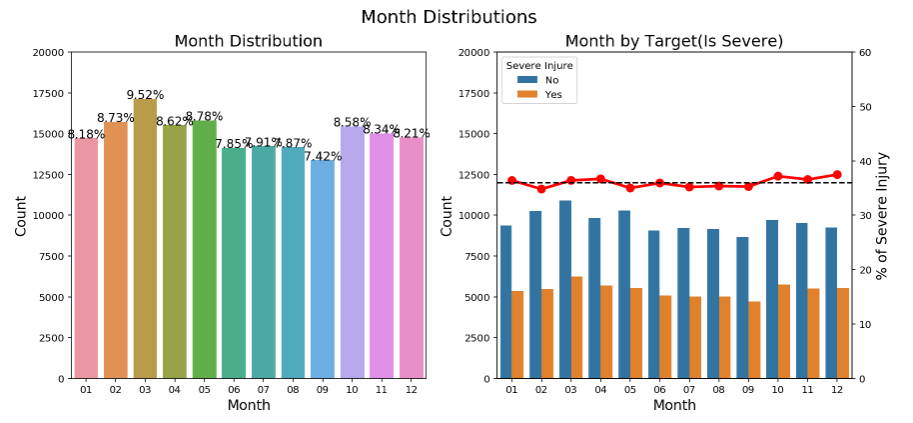 Month Distributions
Month Distribution
20000
17500
15000
12500
10000
7500
5000
2500
0
Count
8.18%
8.73%
9.52%
8.62%
8.78%
7.85%
7.91%
7.87%
7.42%
8.58%
8.34%
8.21%
01 02 03 04 05 06 07 08 09 10 11 12
Month
Month by Target(Is Severe)
20000
17500
15000
12500
10000
7500
5000
2500
0
Count
Severe Injure
No
Yes
60
50
40
30
20
10
0
% of Severe Injury
01 02 03 04 05 06 07 08 09 10 11 12
Month